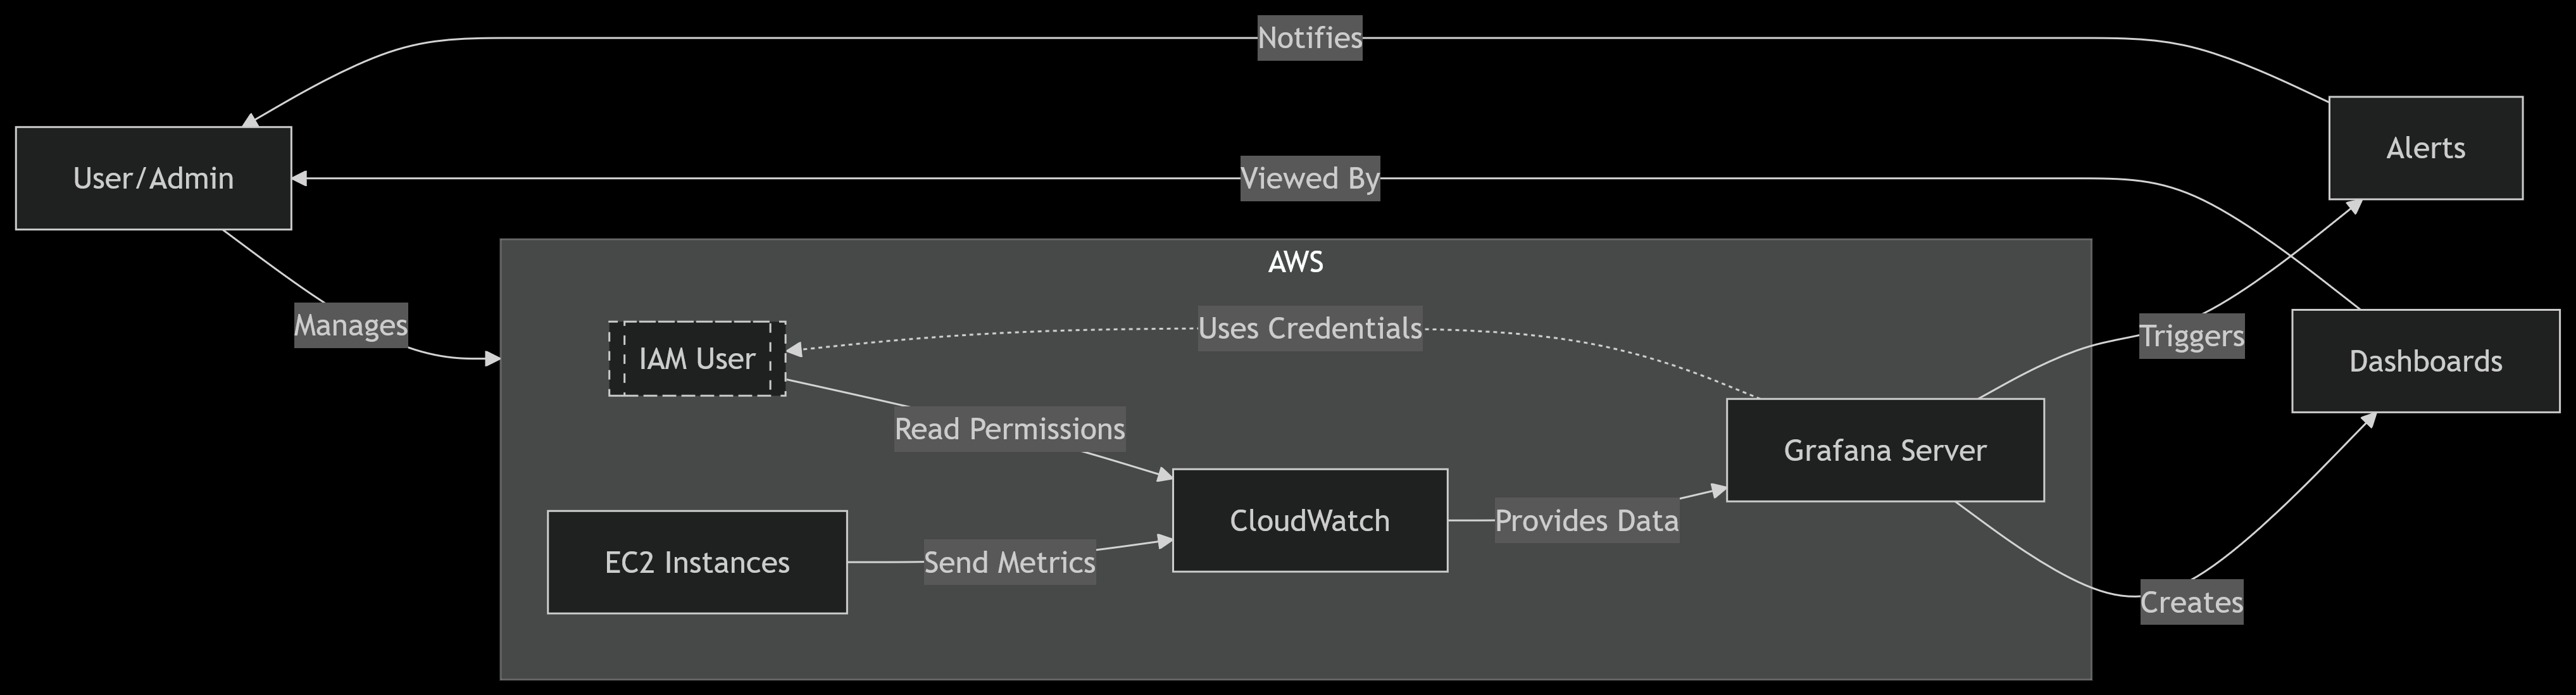 Notifies
Alerts
User/Admin
Viewed By
AWS
Manages
Uses Credentials
Triggers
IAM User
Dashboards
Read Permissions
Grafana Server
CloudWatch
Provides Data
EC2 Instances
Send Metrics
Creates